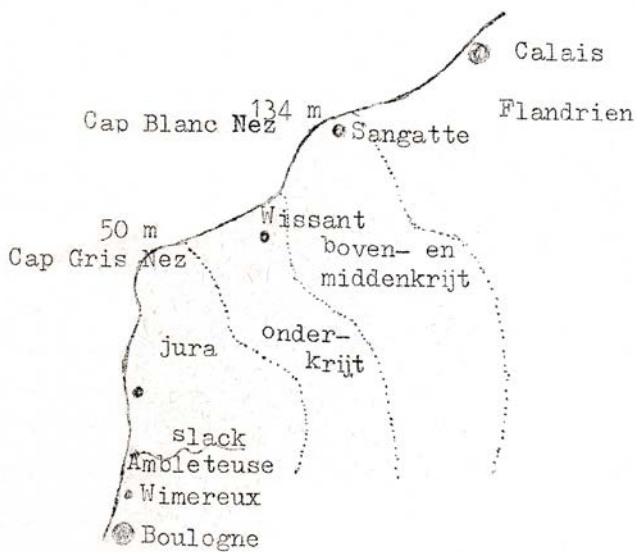 Calais
134 m
Cap Blanc Nez
Flandrien
Sangatte
50 m
Wissant
Cap Gris Nez
boven- en
middenkrijt
jura
onder-
krijt
slack
Ambleteuse
Wimereux
Boulogne